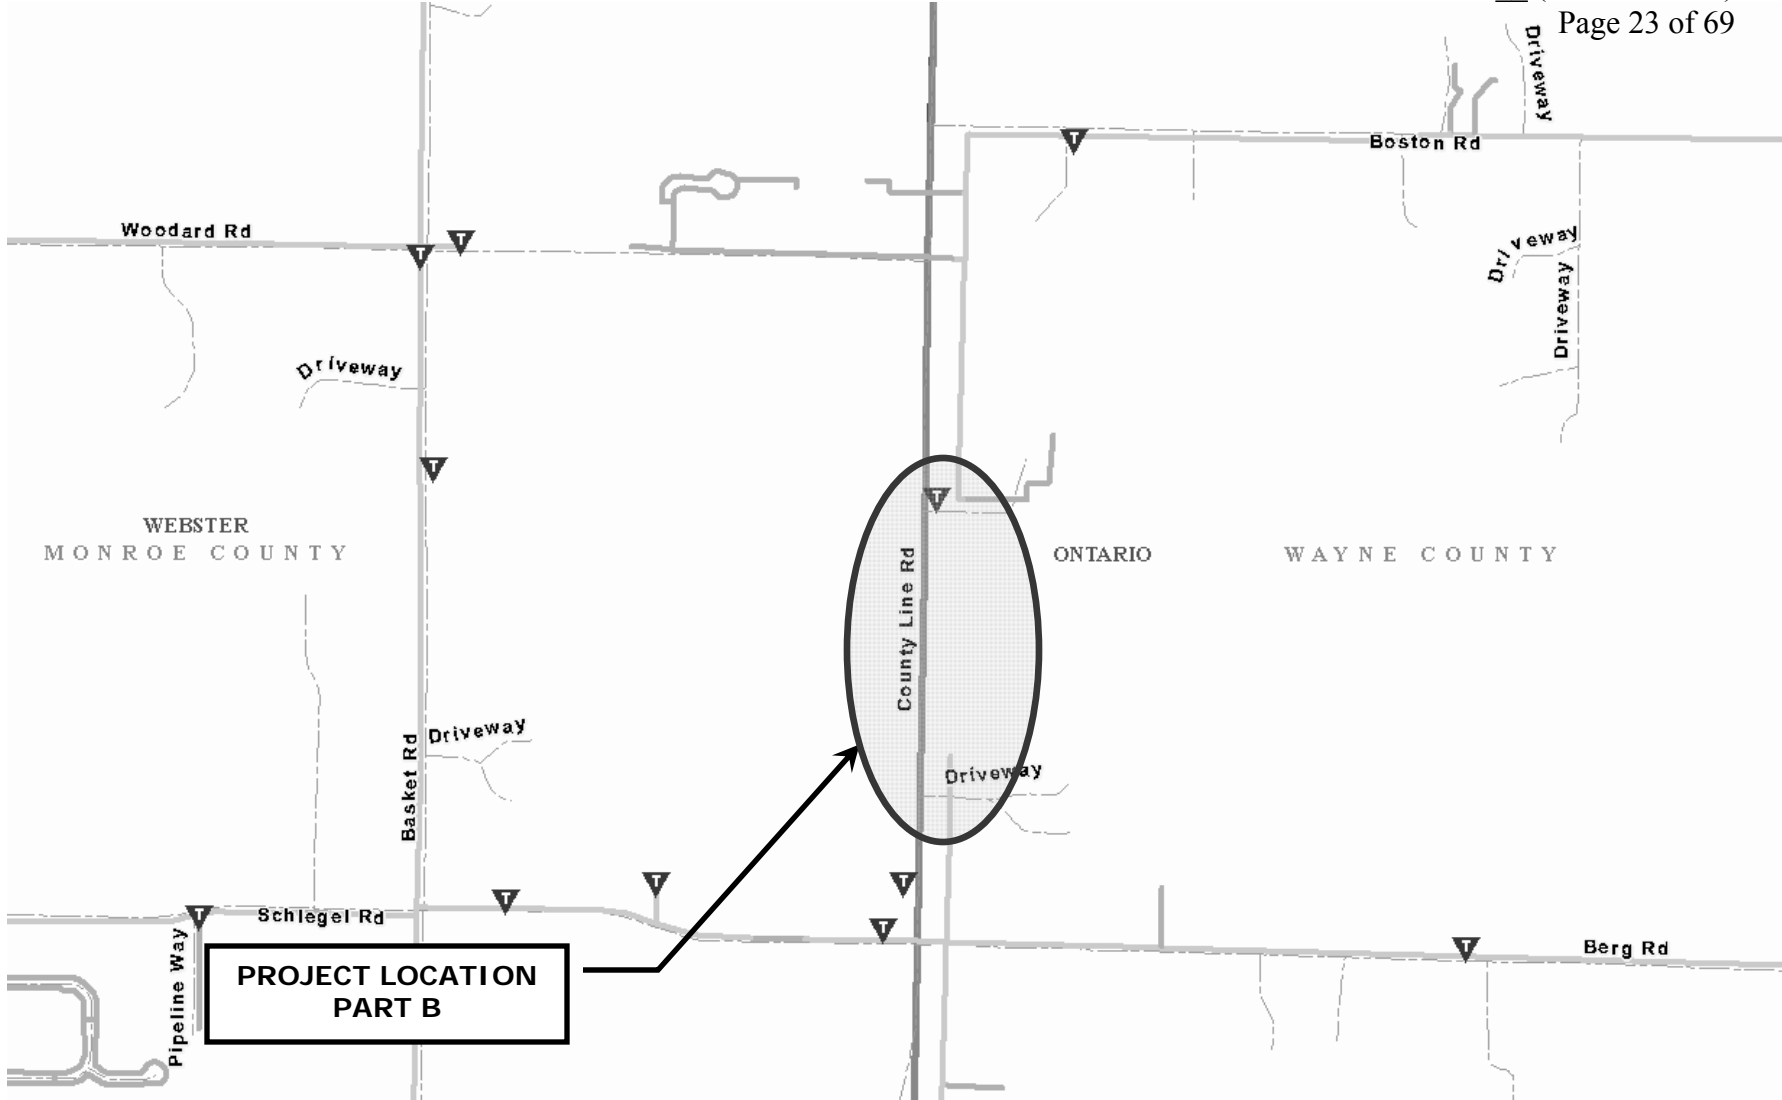 Page 23 of 69
Driveway
Boston Rd
Woodard Rd
T
T
T
Driveway
Driveway
Driveway
T
T
WEBSTER
MONROE COUNTY
ONTARIO
WAYNE COUNTY
County Line Rd
Basket Rd
Driveway
Driveway
T
T
T
T
Schlegel Rd
T
T
Berg Rd
Pipeline Way
PROJECT LOCATION
PART B